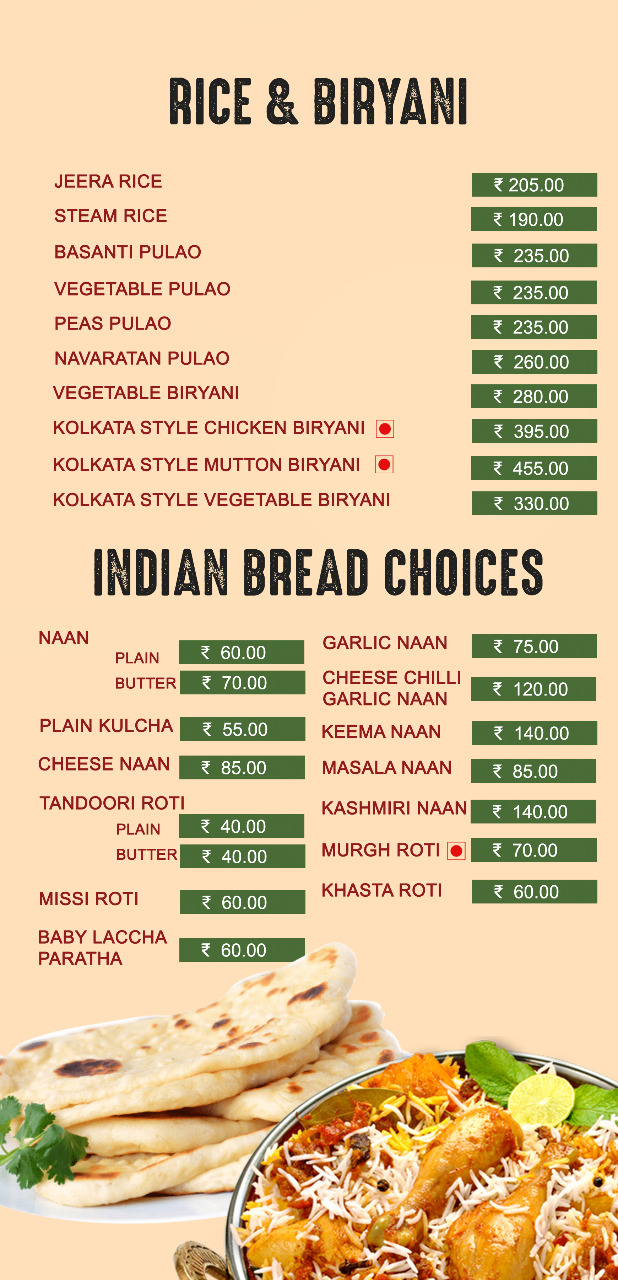 RICE & BIRYANI
JEERA RICE ₹ 205.00
STEAM RICE ₹ 190.00
BASANTI PULAO ₹ 235.00
VEGETABLE PULAO ₹ 235.00
PEAS PULAO ₹ 235.00
NAVARATAN PULAO ₹ 260.00
VEGETABLE BIRYANI ₹ 280.00
KOLKATA STYLE CHICKEN BIRYANI ₹ 395.00
KOLKATA STYLE MUTTON BIRYANI ₹ 455.00
KOLKATA STYLE VEGETABLE BIRYANI ₹ 330.00
INDIAN BREAD CHOICES
NAAN
PLAIN ₹ 60.00
BUTTER ₹ 70.00
PLAIN KULCHA ₹ 55.00
CHEESE NAAN ₹ 85.00
TANDOORI ROTI
PLAIN ₹ 40.00
BUTTER ₹ 40.00
MISSI ROTI ₹ 60.00
BABY LACCHA
PARATHA ₹ 60.00
GARLIC NAAN ₹ 75.00
CHEESE CHILLI
GARLIC NAAN ₹ 120.00
KEEMA NAAN ₹ 140.00
MASALA NAAN ₹ 85.00
KASHMIRI NAAN ₹ 140.00
MURGH ROTI ₹ 70.00
KHASTA ROTI ₹ 60.00